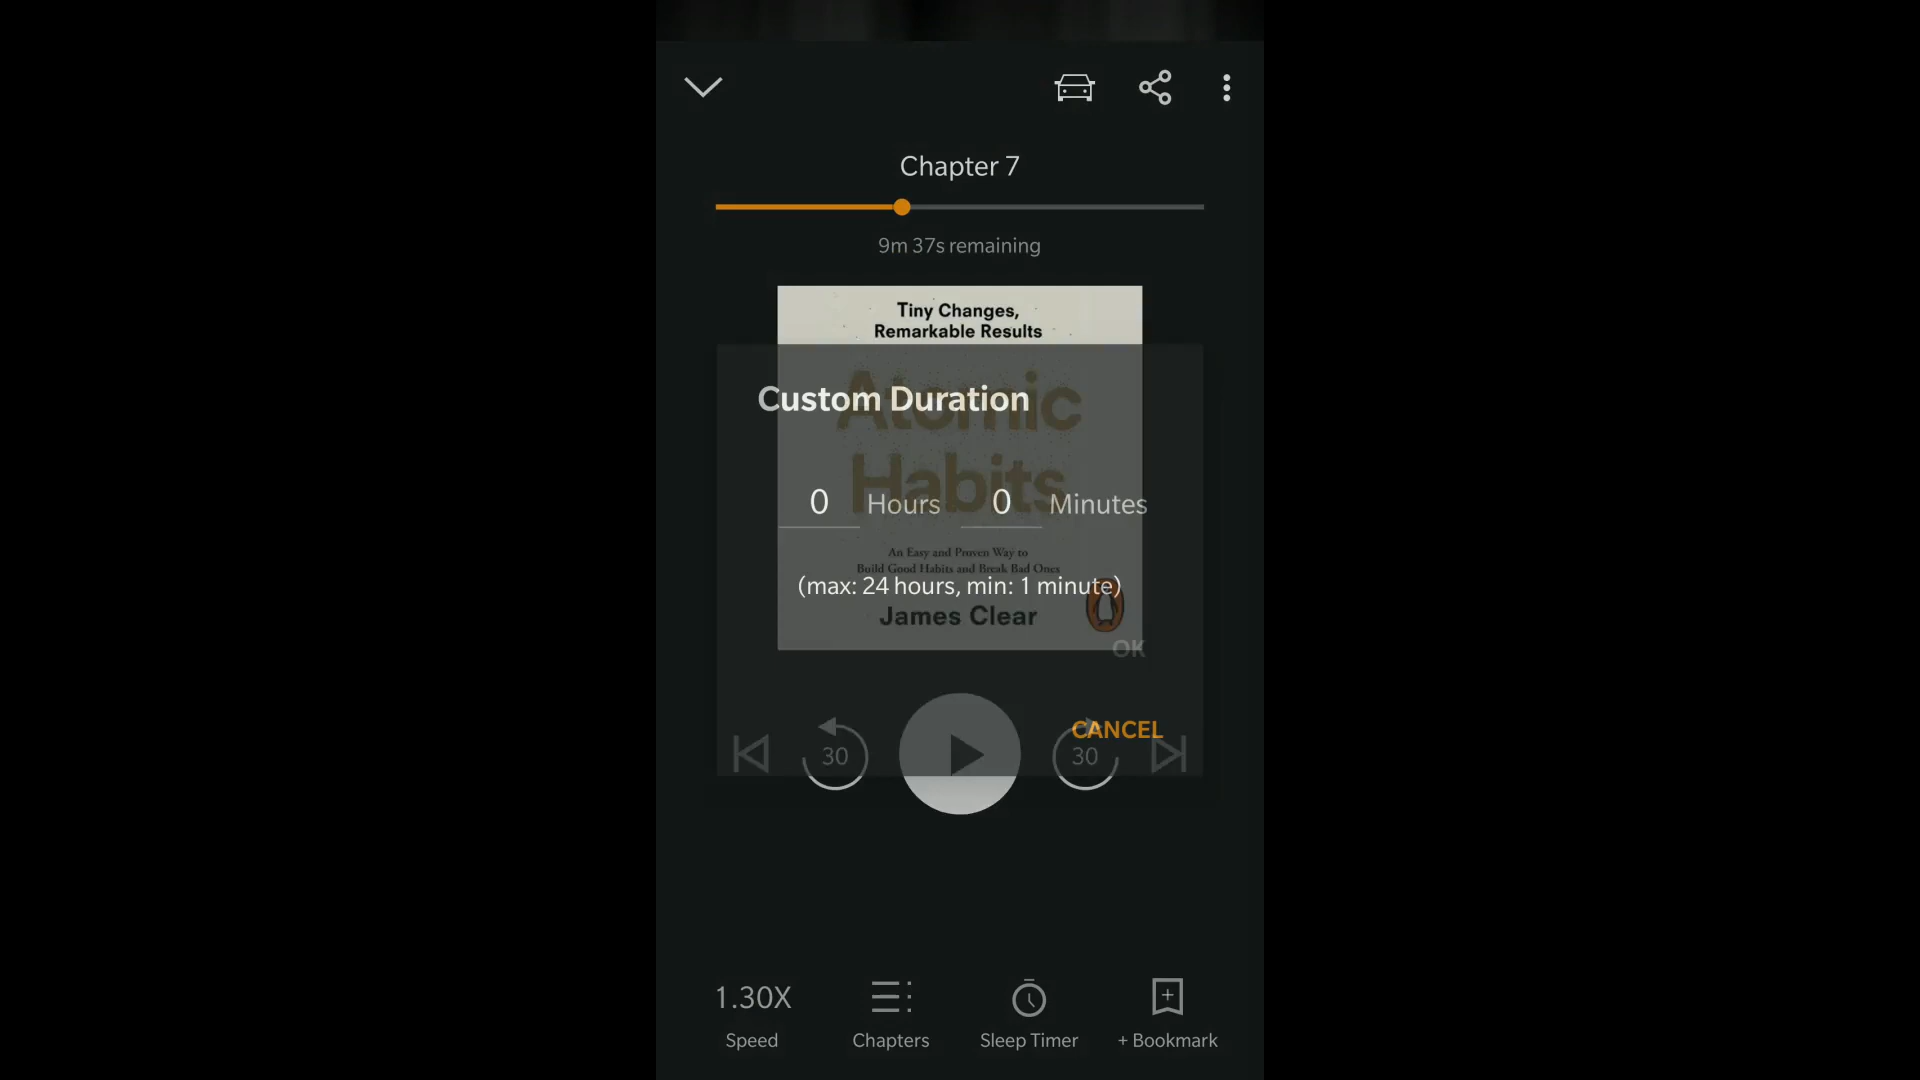 Chapter 7
9m 37s remaining
Tiny Changes,
Remarkable Results
Custom Duration
Atomic
Habits
0 Hours 0 Minutes
An Easy and Proven Way to
Build Good Habits and Break Bad Ones
(max: 24 hours, min: 1 minute)
James Clear
OK
CANCEL
30 30
1.30X
Speed Chapters Sleep Timer + Bookmark